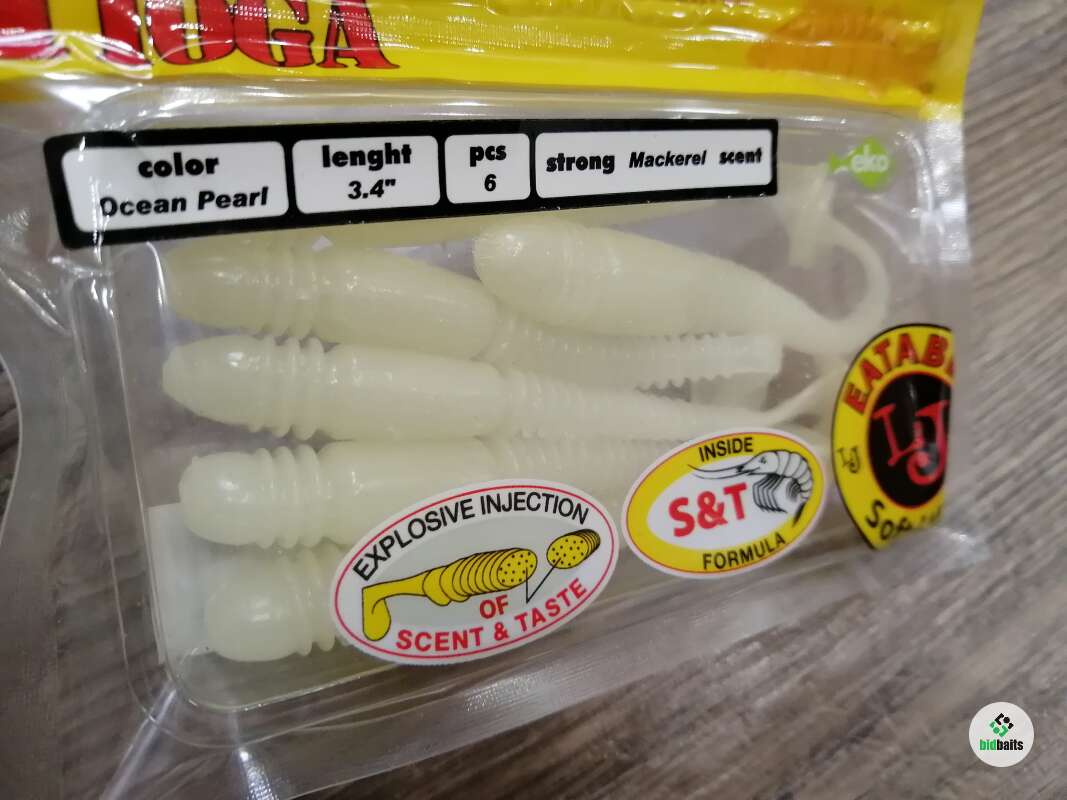 color
Ocean Pearl
lenght
3.4"
pcs
6
strong Mackerel scent
eko
EXPLOSIVE INJECTION
OF
SCENT & TASTE
INSIDE
S&T
FORMULA
LJ
LJ
bidbaits